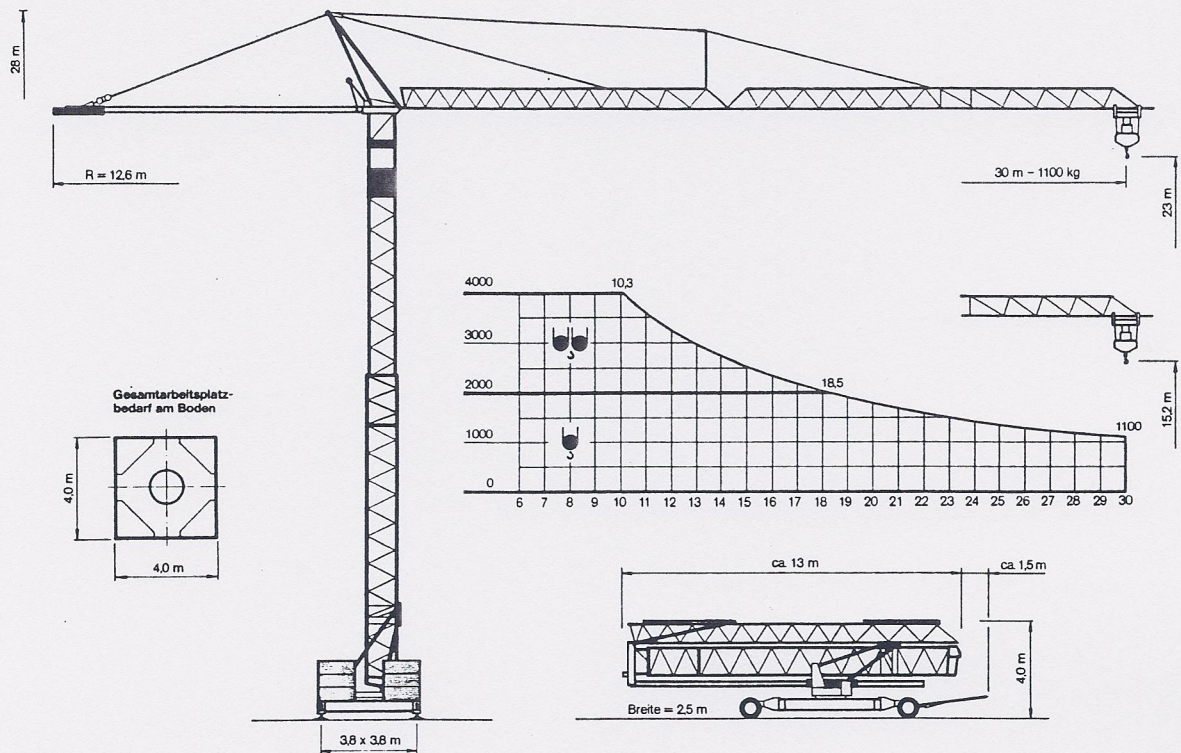 28 m
R = 12,6 m
30 m – 1100 kg
23 m
4000
10,3
3000
2000
18,5
1000
1100
0
6 7 8 9 10 11 12 13 14 15 16 17 18 19 20 21 22 23 24 25 26 27 28 29 30
15,2 m
Gesamtarbeitsplatz-
bedarf am Boden
4,0 m
4,0 m
3,8 x 3,8 m
ca. 13 m
ca. 1,5 m
4,0 m
Breite = 2,5 m